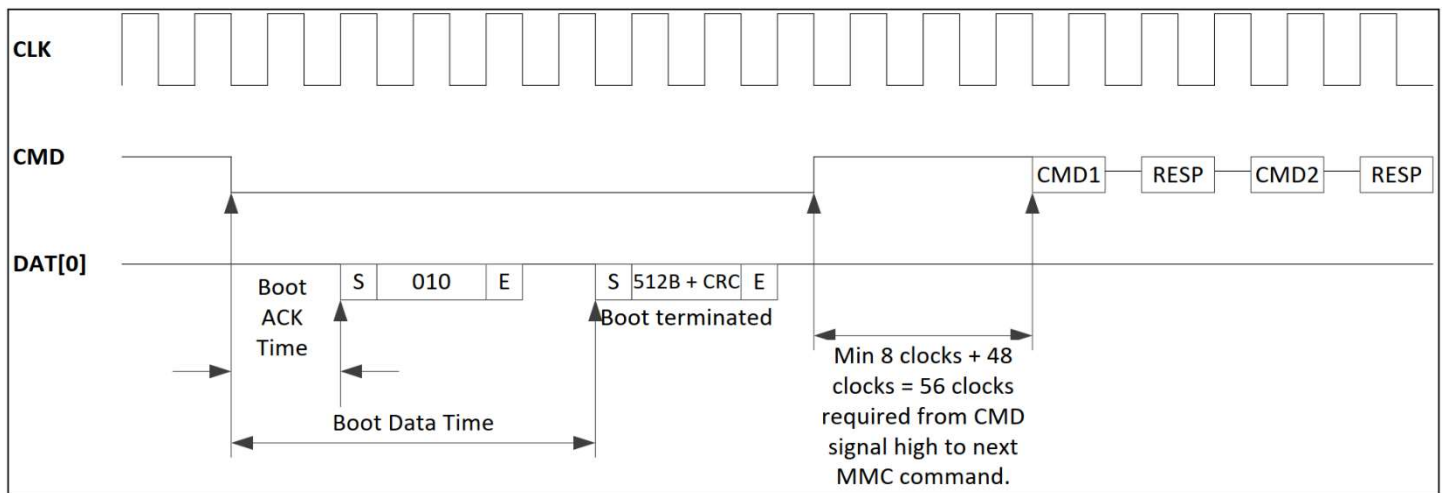 CLK
CMD
CMD1
RESP
CMD2
RESP
DAT[0]
S
010
E
S
512B + CRC
E
Boot
ACK
Time
Boot terminated
Boot Data Time
Min 8 clocks + 48
clocks = 56 clocks
required from CMD
signal high to next
MMC command.